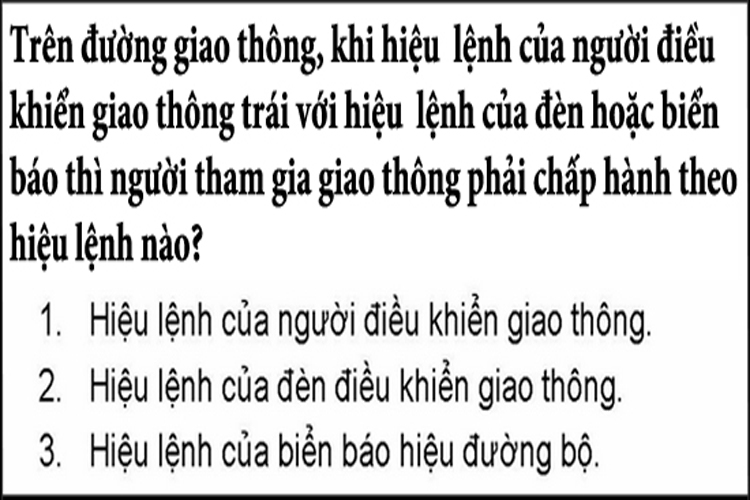 Trên đường giao thông, khi hiệu lệnh của người điều
khiển giao thông trái với hiệu lệnh của đèn hoặc biển
báo thì người tham gia giao thông phải chấp hành theo
hiệu lệnh nào?
1. Hiệu lệnh của người điều khiển giao thông.
2. Hiệu lệnh của đèn điều khiển giao thông.
3. Hiệu lệnh của biển báo hiệu đường bộ.